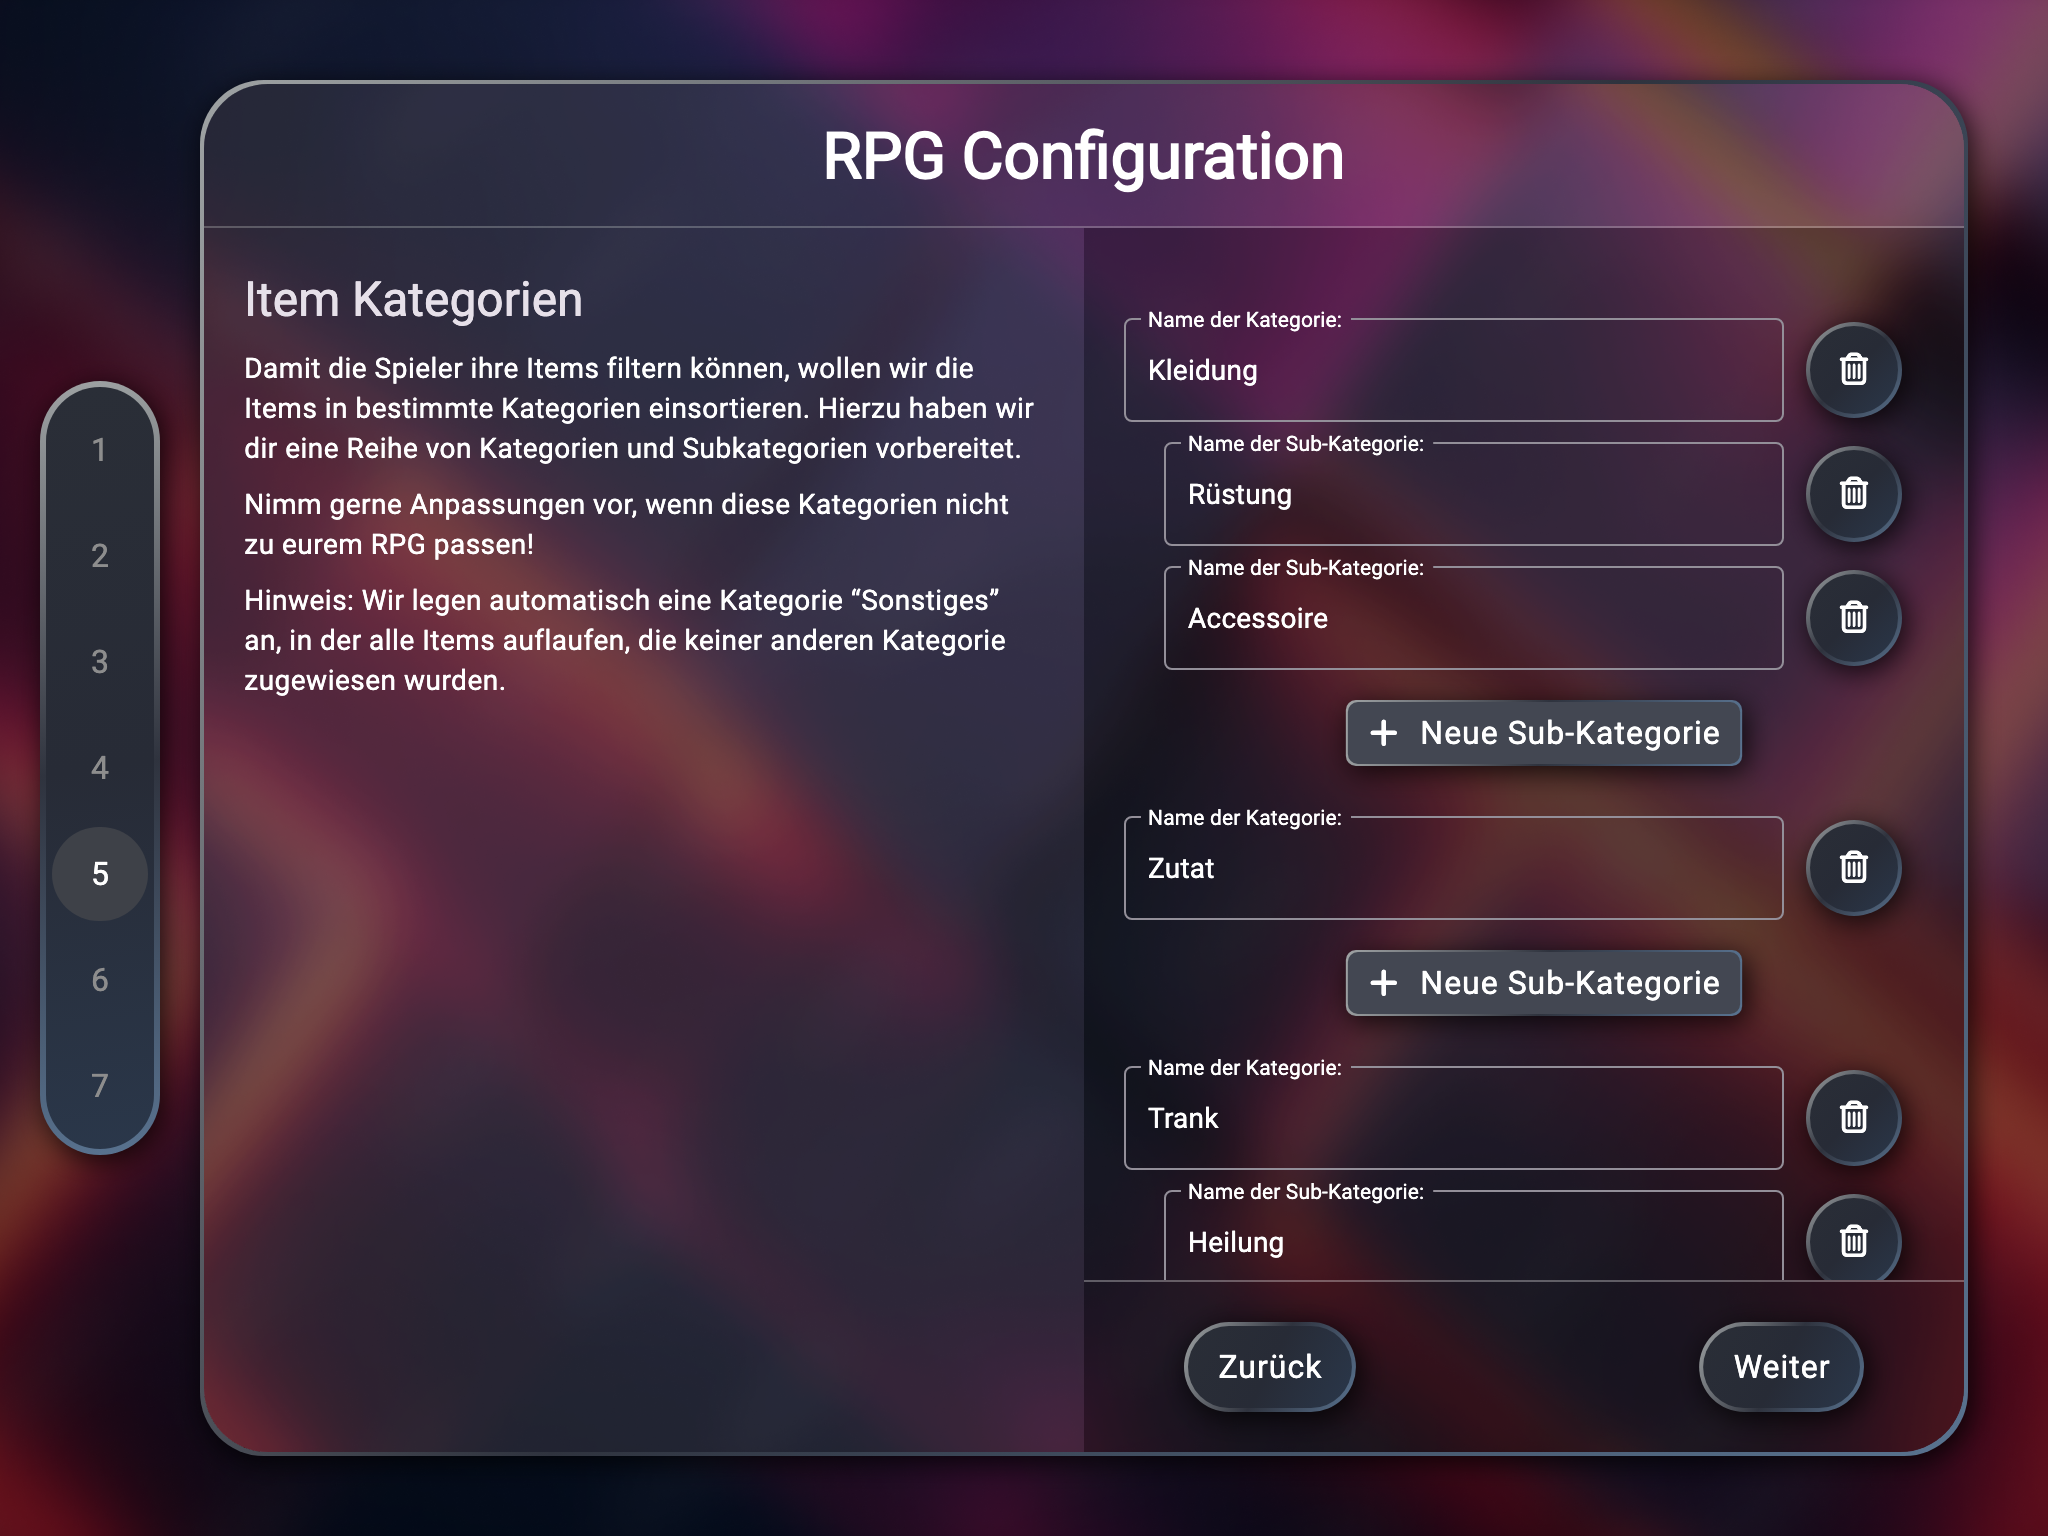 RPG Configuration
1
2
3
4
5
6
7
Item Kategorien
Damit die Spieler ihre Items filtern können, wollen wir die
Items in bestimmte Kategorien einsortieren. Hierzu haben wir
dir eine Reihe von Kategorien und Subkategorien vorbereitet.
Nimm gerne Anpassungen vor, wenn diese Kategorien nicht
zu eurem RPG passen!
Hinweis: Wir legen automatisch eine Kategorie “Sonstiges”
an, in der alle Items auflaufen, die keiner anderen Kategorie
zugewiesen wurden.
Name der Kategorie:
Kleidung
Name der Sub-Kategorie:
Rüstung
Name der Sub-Kategorie:
Accessoire
+ Neue Sub-Kategorie
Name der Kategorie:
Zutat
+ Neue Sub-Kategorie
Name der Kategorie:
Trank
Name der Sub-Kategorie:
Heilung
Zurück
Weiter